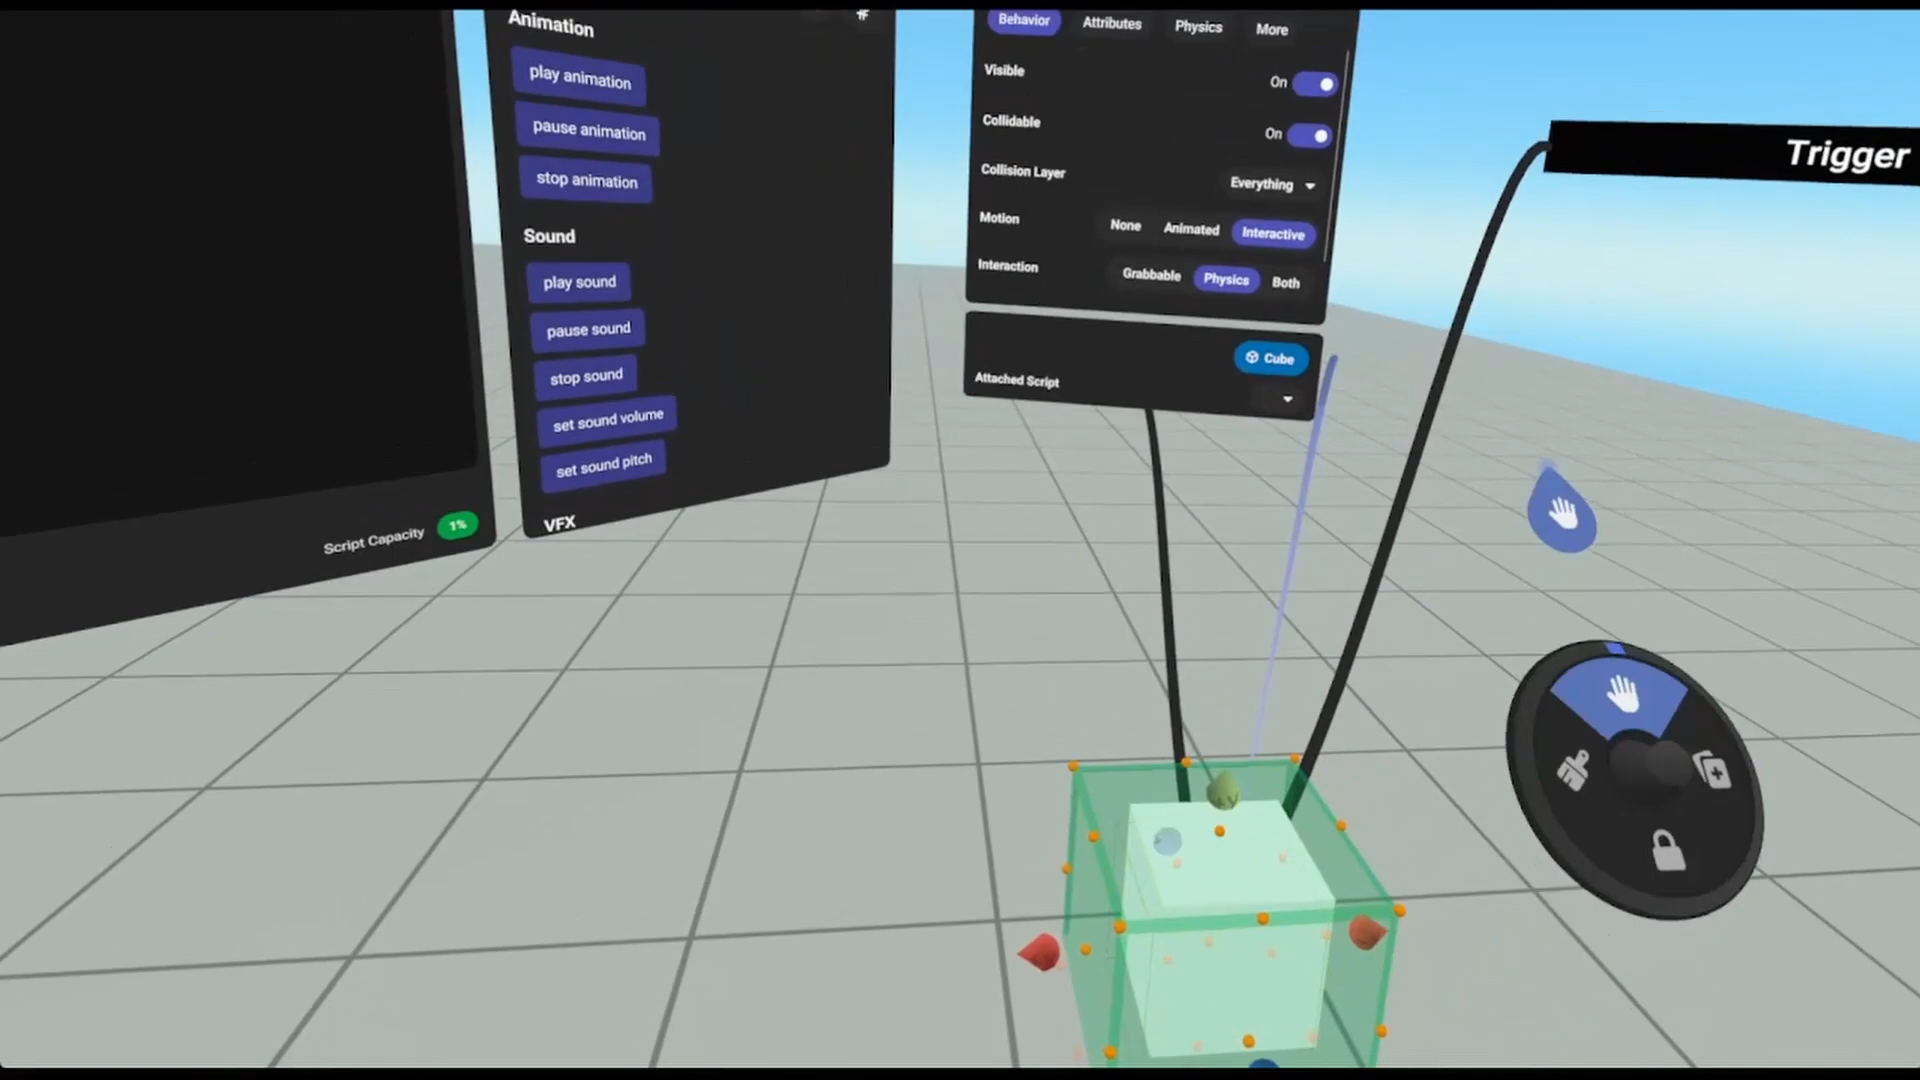 Script Capacity 1%
Animation
#
play animation
pause animation
stop animation
Sound
play sound
pause sound
stop sound
set sound volume
set sound pitch
VFX
Behavior Attributes Physics More
Visible On
Collidable On
Collision Layer Everything
Motion None Animated Interactive
Interaction Grabbable Physics Both
Cube
Attached Script
Trigger